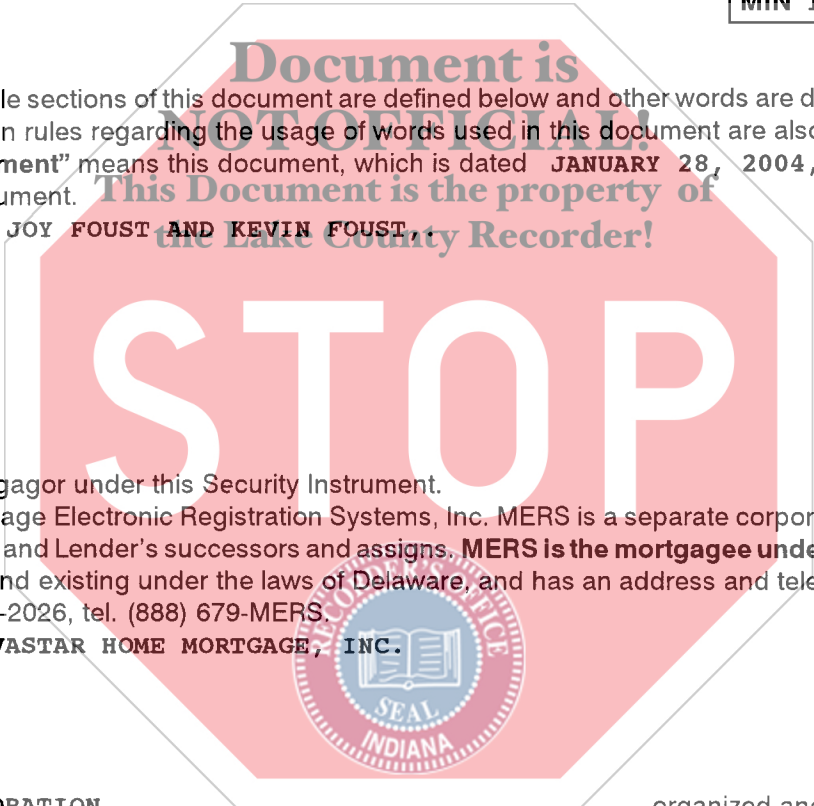 MIN 1
Document is
le sections of this document are defined below and other words are d
NOT OFFICIAL!
n rules regarding the usage of words used in this document are also
ment” means this document, which is dated JANUARY 28, 2004,
This Document is the property of
ument.
the Lake County Recorder!
JOY FOUST AND KEVIN FOUST,.
STOP
gagor under this Security Instrument.
age Electronic Registration Systems, Inc. MERS is a separate corpor
and Lender’s successors and assigns. MERS is the mortgagee unde
nd existing under the laws of Delaware, and has an address and tele
-2026, tel. (888) 679-MERS.
VASTAR HOME MORTGAGE, INC.
RECORDER'S OFFICE
SEAL
INDIANA
ORATION
organized and